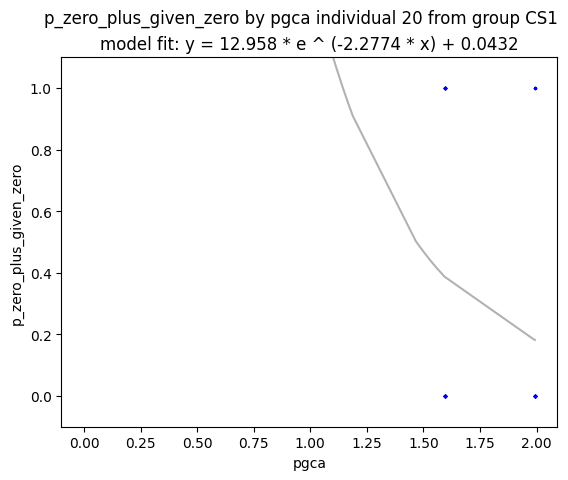 p_zero_plus_given_zero by pgca individual 20 from group CS1
model fit: y = 12.958 * e ^ (-2.2774 * x) + 0.0432
1.0
0.8
0.6
0.4
0.2
0.0
p_zero_plus_given_zero
0.00 0.25 0.50 0.75 1.00 1.25 1.50 1.75 2.00
pgca